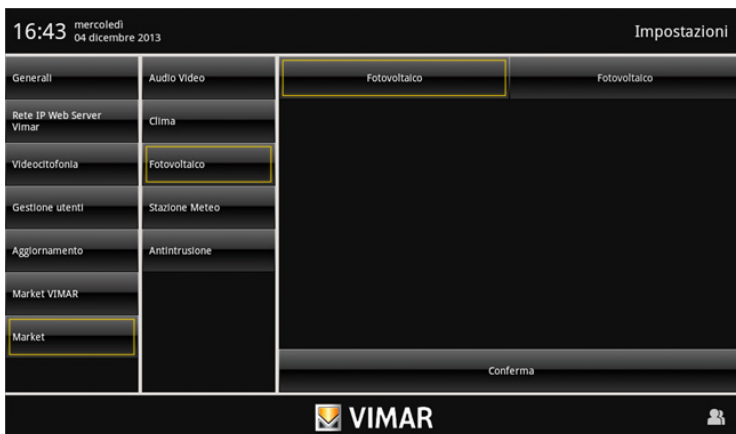 16:43 mercoledì
04 dicembre 2013
Impostazioni
Generali
Rete IP Web Server
Vimar
Videocitofonia
Gestione utenti
Aggiornamento
Market VIMAR
Market
Audio Video
Clima
Fotovoltaico
Stazione Meteo
Antintrusione
Fotovoltaico
Fotovoltaico
Conferma
VIMAR